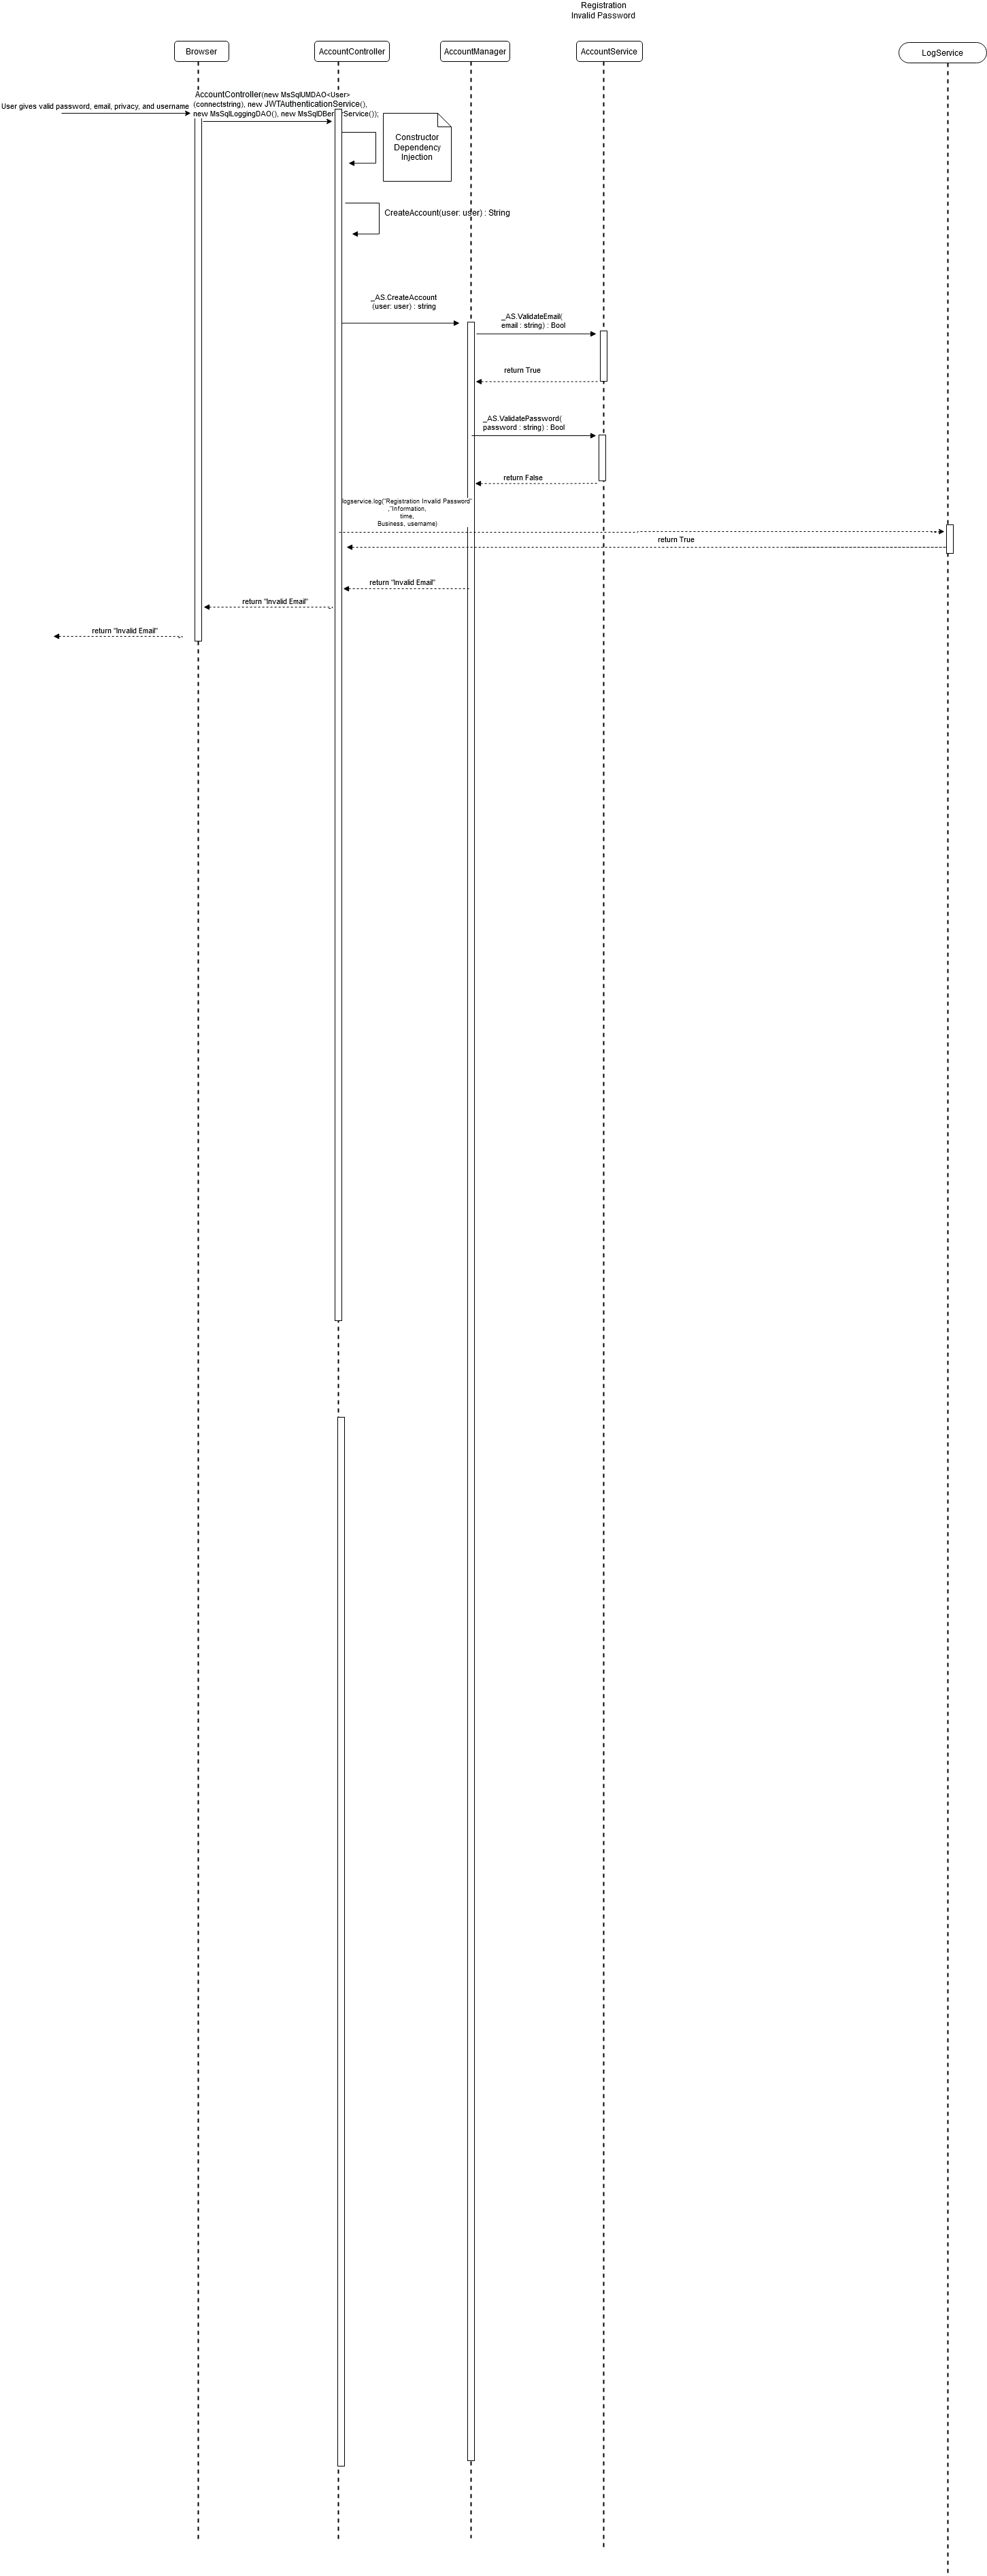 Registration
Invalid Password
Browser
AccountController
AccountManager
AccountService
LogService
User gives valid password, email, privacy, and username
AccountController(new MsSqlUMDAO<User>
(connectstring), new JWTAuthenticationService(),
new MsSqlLoggingDAO(), new MsSqlDBer Service());
Constructor
Dependency
Injection
CreateAccount(user: user) : String
_AS.CreateAccount
(user: user) : string
_AS.ValidateEmail(
email : string) : Bool
return True
_AS.ValidatePassword(
password : string) : Bool
return False
logservice.log("Registration Invalid Password"
,"Information,
time,
Business, username)
return True
return "Invalid Email"
return "Invalid Email"
return "Invalid Email"